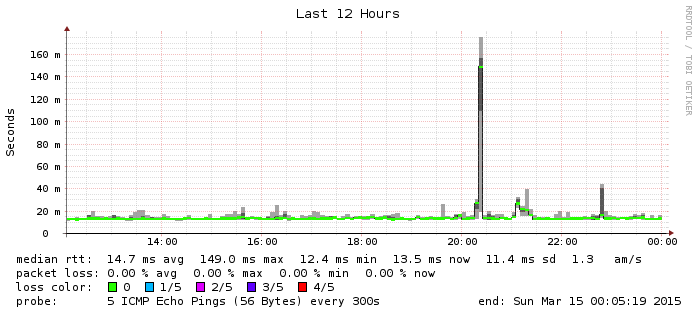 Last 12 Hours
RRDTOOL / TOBI OETIKER
Seconds
160 m
140 m
120 m
100 m
80 m
60 m
40 m
20 m
0
14:00 16:00 18:00 20:00 22:00 00:00
median rtt: 14.7 ms avg 149.0 ms max 12.4 ms min 13.5 ms now 11.4 ms sd 1.3 am/s
packet loss: 0.00 % avg 0.00 % max 0.00 % min 0.00 % now
loss color: 0 1/5 2/5 3/5 4/5
probe: 5 ICMP Echo Pings (56 Bytes) every 300s end: Sun Mar 15 00:05:19 2015